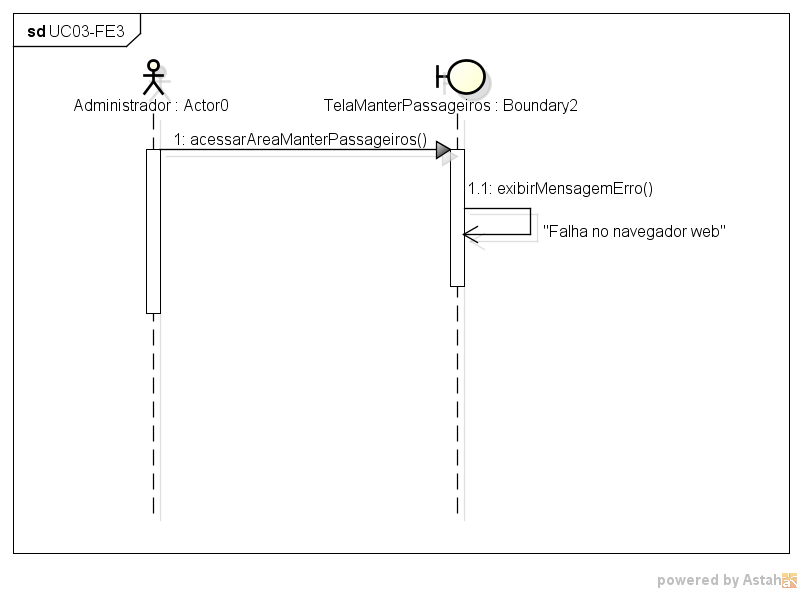 sd UC03-FE3
Administrador : Actor0
TelaManterPassageiros : Boundary2
1: acessarAreaManterPassageiros()
1.1: exibirMensagemErro()
"Falha no navegador web"
powered by Astah